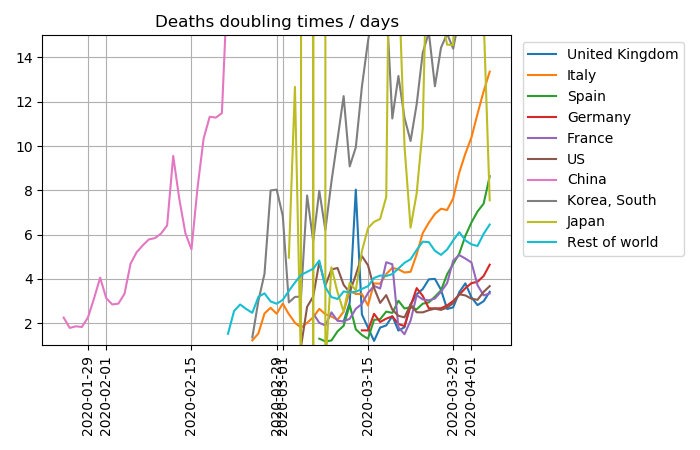 Deaths doubling times / days
14
12
10
8
6
4
2
2020-01-29
2020-02-01
2020-02-15
2020-02-29
2020-03-01
2020-03-15
2020-03-29
2020-04-01
United Kingdom
Italy
Spain
Germany
France
US
China
Korea, South
Japan
Rest of world